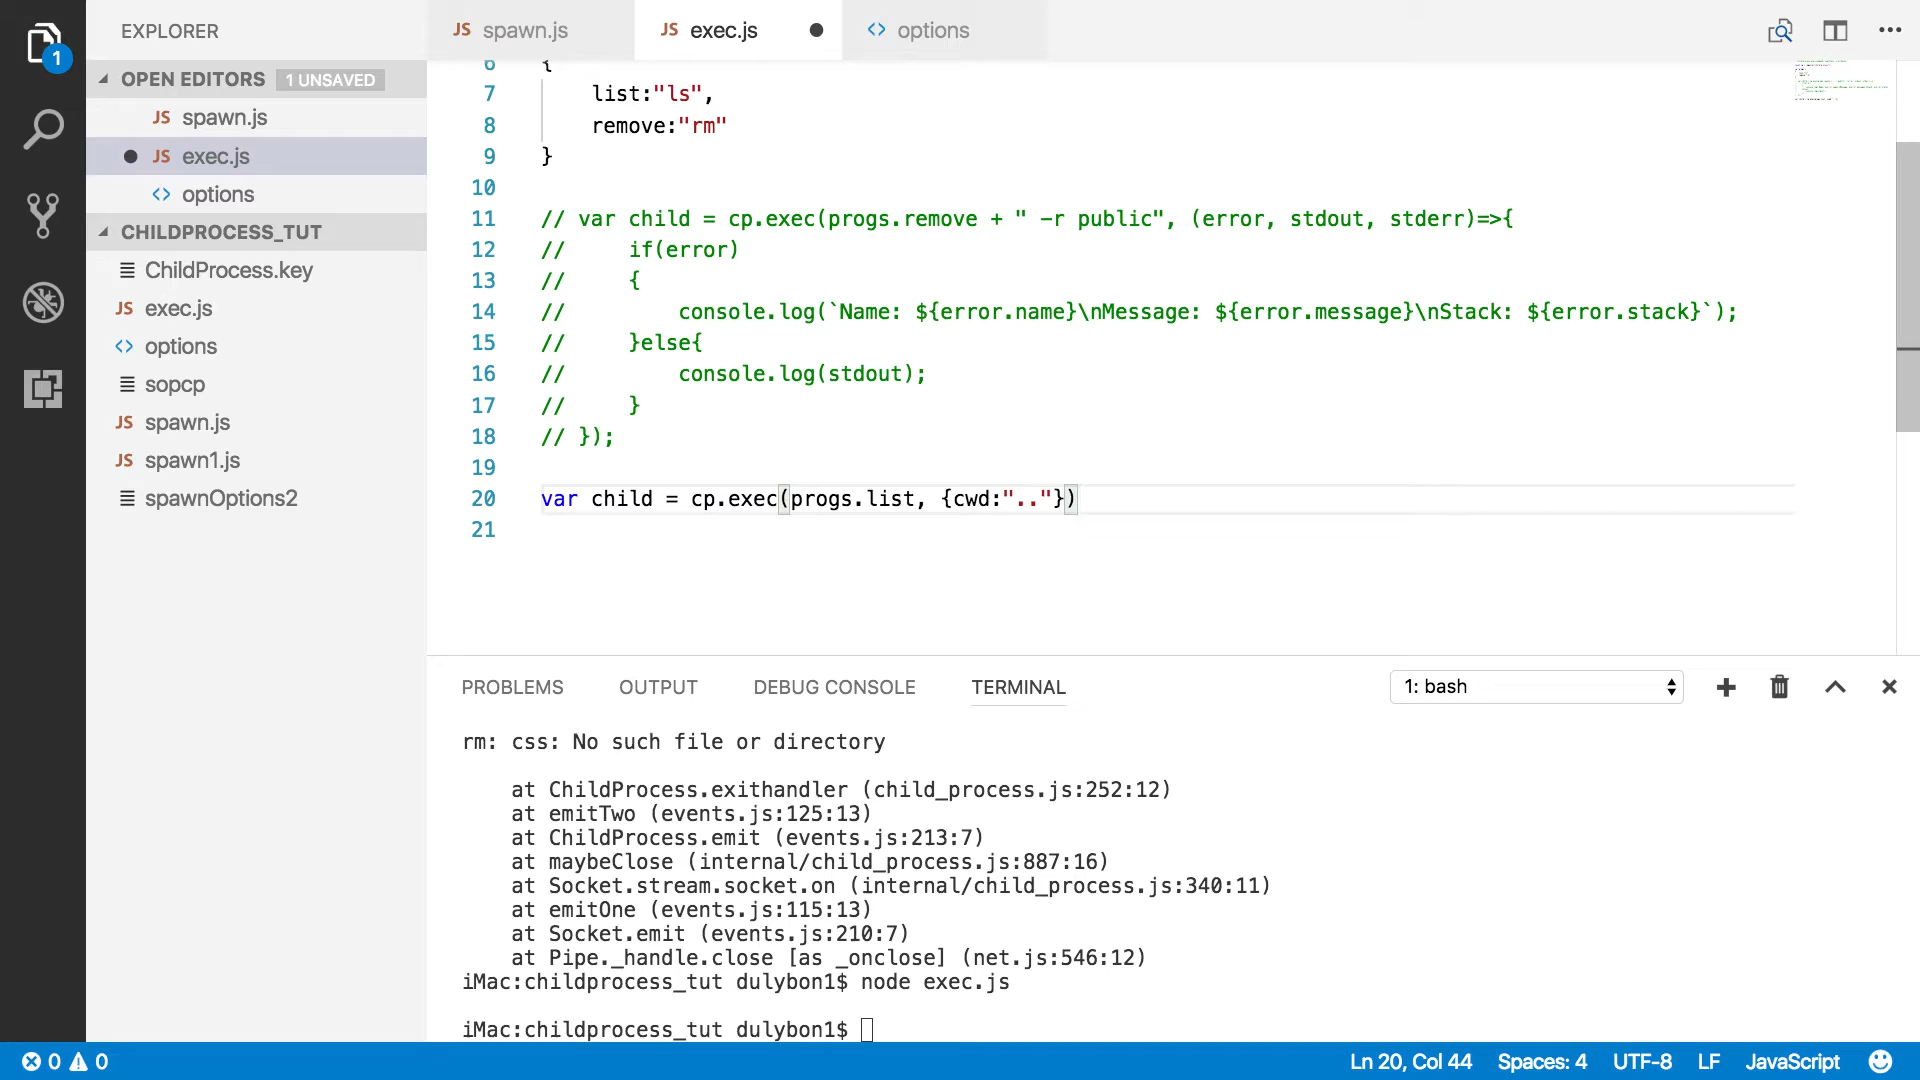 EXPLORER
JS spawn.js
JS exec.js
<> options
1
OPEN EDITORS 1 UNSAVED
JS spawn.js
JS exec.js
<> options
CHILDPROCESS_TUT
ChildProcess.key
JS exec.js
<> options
sopcp
JS spawn.js
JS spawn1.js
spawnOptions2
6 {
7 list:"ls",
8 remove:"rm"
9 }
10
11 // var child = cp.exec(progs.remove + " -r public", (error, stdout, stderr)=>{
12 // if(error)
13 // {
14 // console.log(`Name: ${error.name}\nMessage: ${error.message}\nStack: ${error.stack}`);
15 // }else{
16 // console.log(stdout);
17 // }
18 // });
19
20 var child = cp.exec(progs.list, {cwd:".."})
21
PROBLEMS OUTPUT DEBUG CONSOLE TERMINAL 1: bash
rm: css: No such file or directory
at ChildProcess.exithandler (child_process.js:252:12)
at emitTwo (events.js:125:13)
at ChildProcess.emit (events.js:213:7)
at maybeClose (internal/child_process.js:887:16)
at Socket.stream.socket.on (internal/child_process.js:340:11)
at emitOne (events.js:115:13)
at Socket.emit (events.js:210:7)
at Pipe._handle.close [as _onclose] (net.js:546:12)
iMac:childprocess_tut dulybon1$ node exec.js
iMac:childprocess_tut dulybon1$
0 0 Ln 20, Col 44 Spaces: 4 UTF-8 LF JavaScript